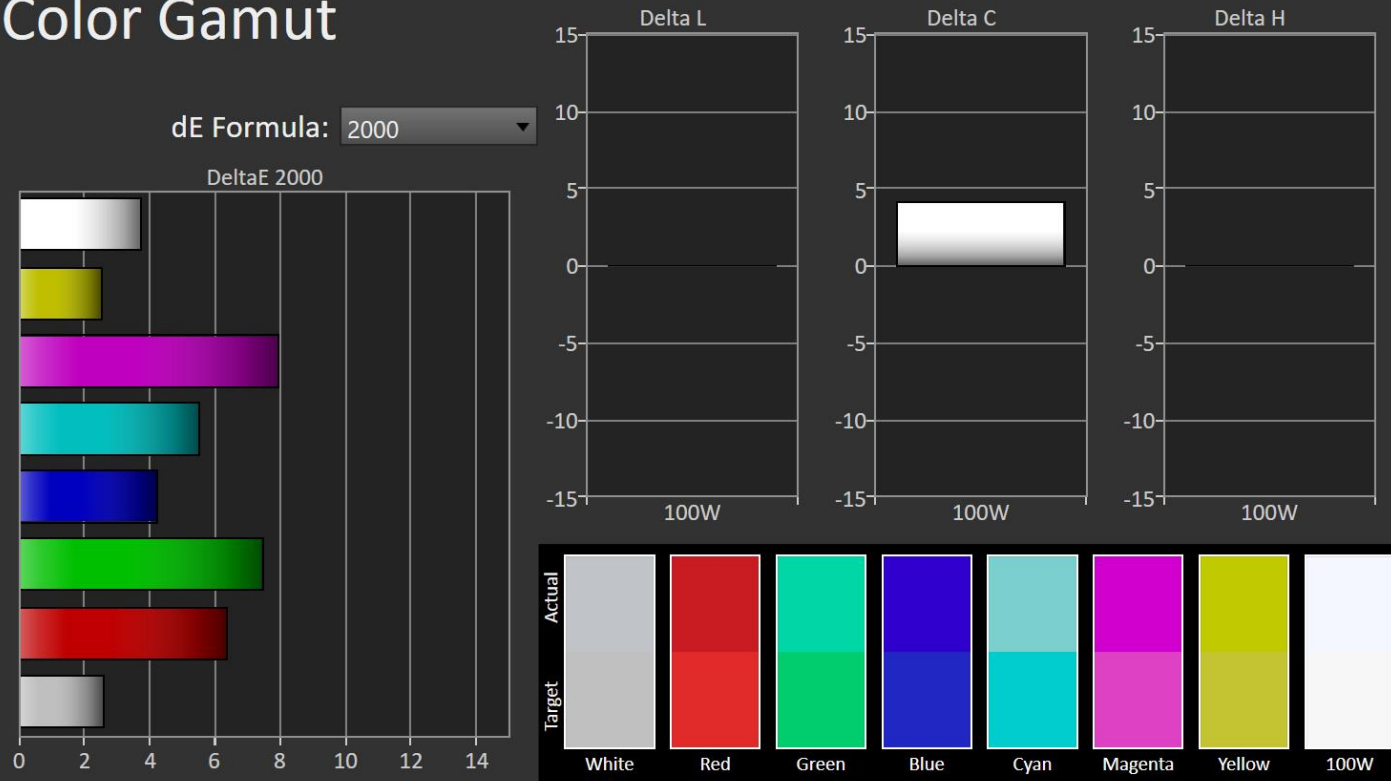 Color Gamut
dE Formula: 2000
DeltaE 2000
0 2 4 6 8 10 12 14
Delta L
15
10
5
0
-5
-10
-15
100W
Delta C
15
10
5
0
-5
-10
-15
100W
Delta H
15
10
5
0
-5
-10
-15
100W
Actual
Target
White Red Green Blue Cyan Magenta Yellow 100W